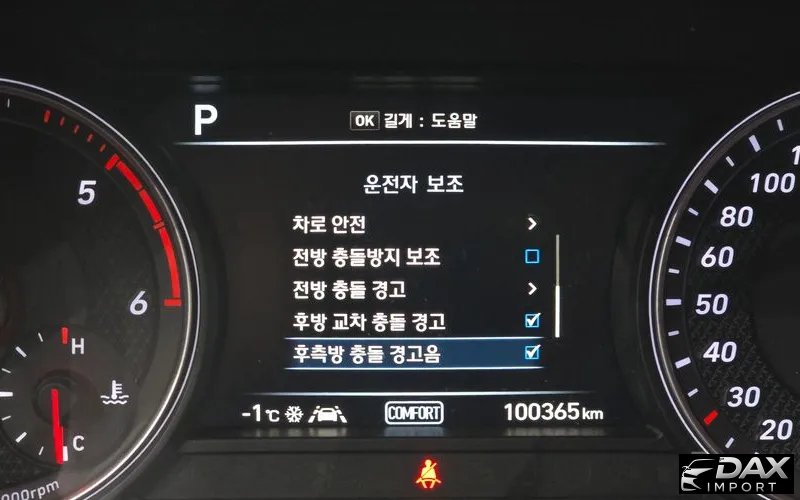 P
OK 길게 : 도움말
운전자 보조
차로 안전
전방 충돌방지 보조
전방 충돌 경고
후방 교차 충돌 경고
후측방 충돌 경고음
5
6
H
C
100
80
60
50
40
30
20
-1°C
COMFORT
100365 km
000rpm
DAX
IMPORT